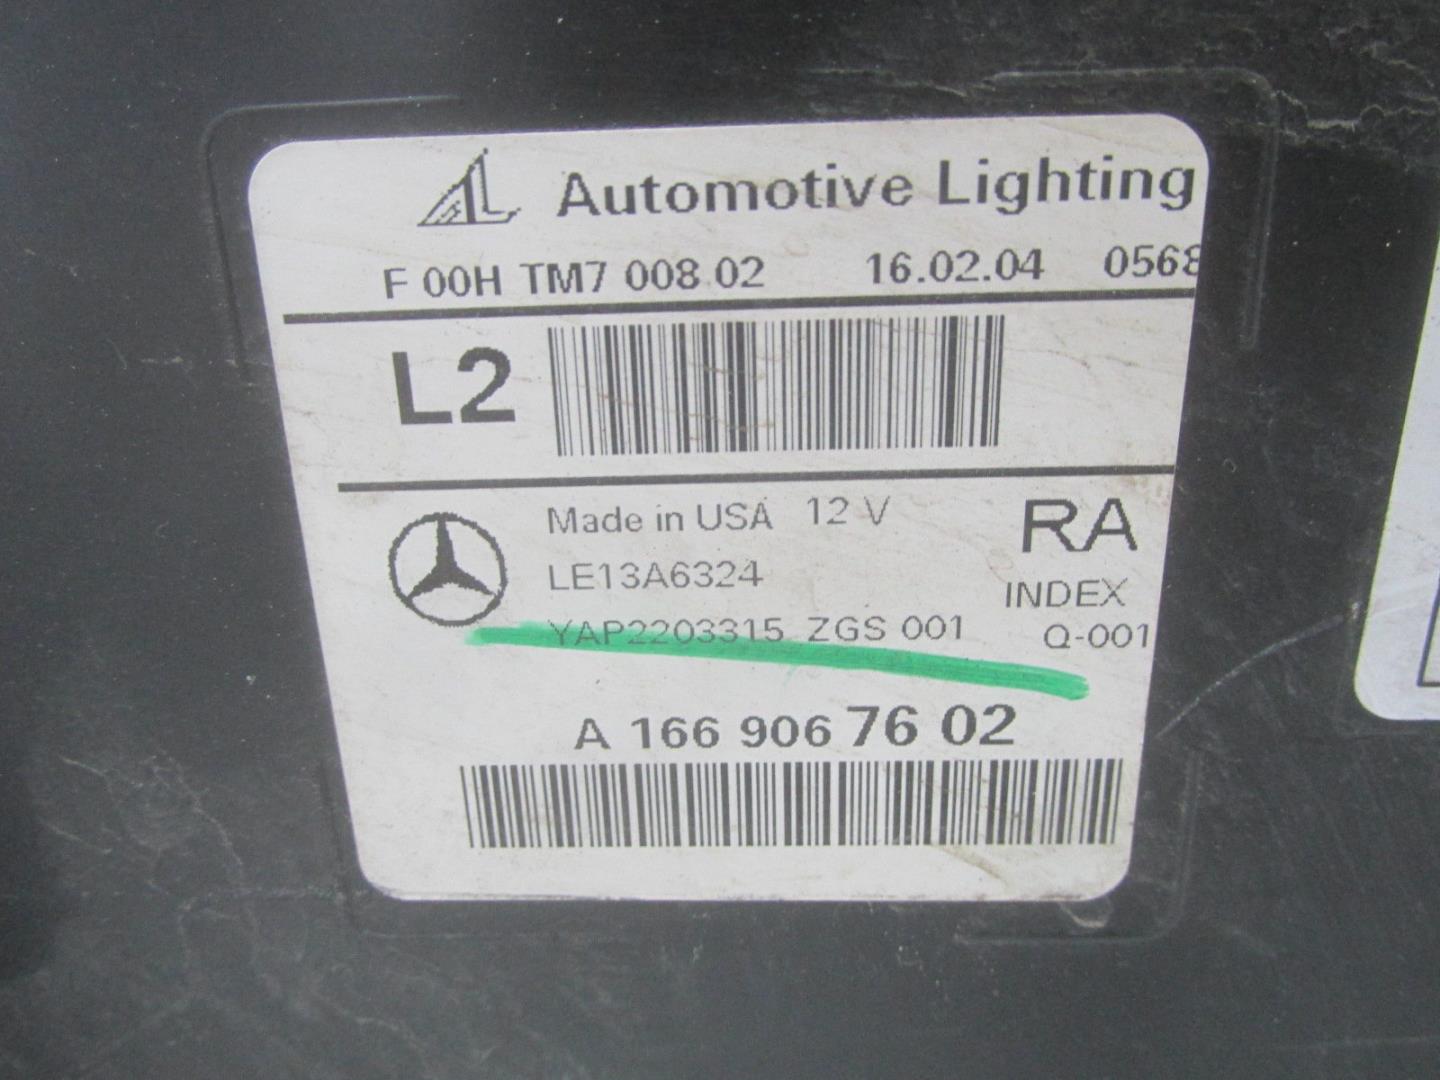 AL Automotive Lighting
F 00H TM7 008.02 16.02.04 0568
L2
Made in USA 12 V RA
LE13A6324 INDEX
YAP2203315 ZGS 001 Q-001
A 166 906 76 02